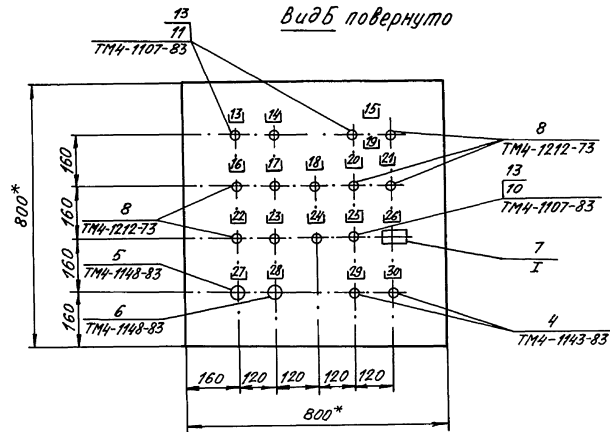 Вид Б повернуто
13
11
ТМ4-1107-83
13 14 15
19
8
ТМ4-1212-73
16 17 18 20 21
13
10
ТМ4-1107-83
22 23 24 25 26
8
ТМ4-1212-73
7
I
5
ТМ4-1148-83
27 28 29 30
6
ТМ4-1148-83
4
ТМ4-1143-83
800*
160
160
160
160
160 120 120 120 120
800*